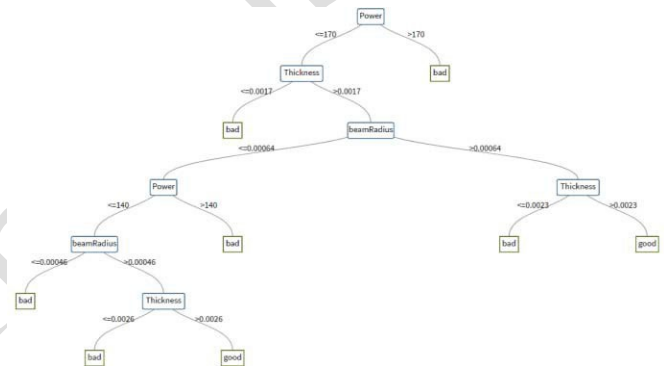 Power
<=170 >170
Thickness bad
<=0.0017 >0.0017
bad beamRadius
<=0.00064 >0.00064
Power Thickness
<=140 >140 <=0.0023 >0.0023
beamRadius bad bad good
<=0.00046 >0.00046
bad Thickness
<=0.0026 >0.0026
bad good